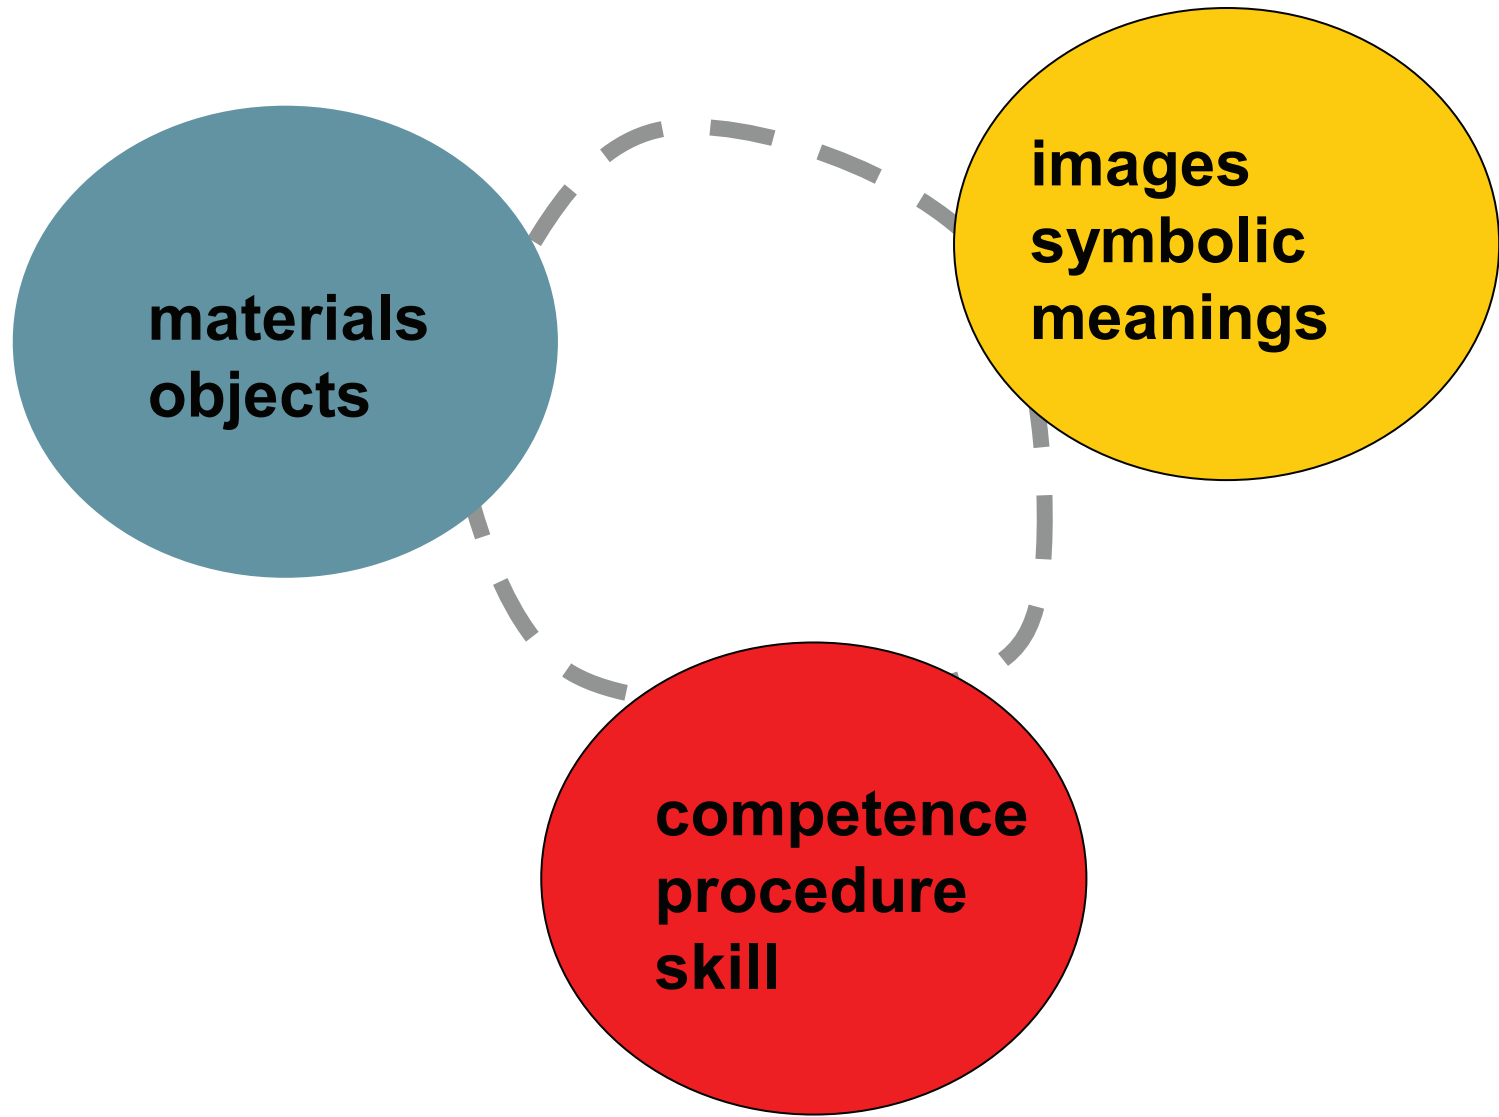 materials
objects
images
symbolic
meanings
competence
procedure
skill